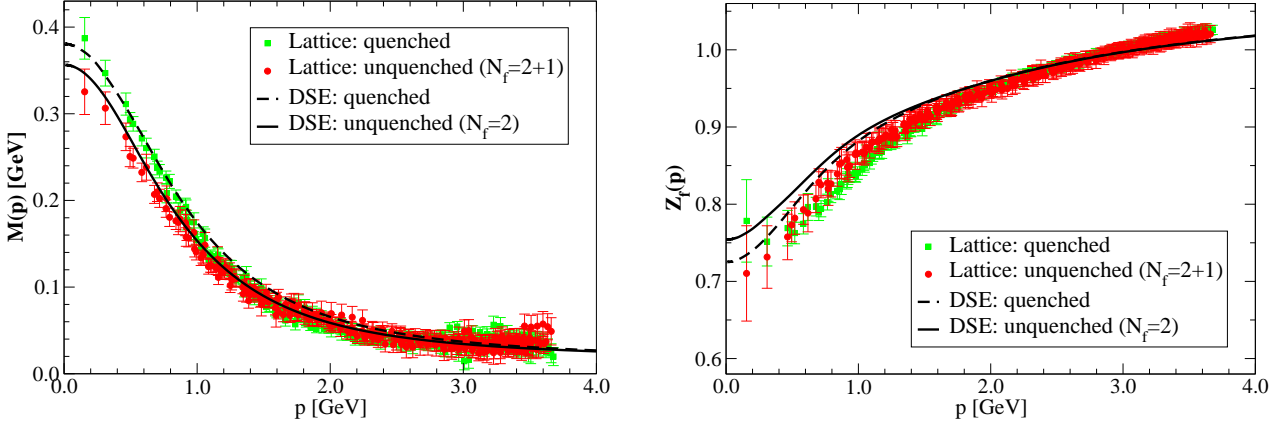 0.4
0.3
0.2
0.1
0.0
M(p) [GeV]
Lattice: quenched
Lattice: unquenched (N_f=2+1)
DSE: quenched
DSE: unquenched (N_f=2)
0.0
1.0
2.0
3.0
4.0
p [GeV]
1.0
0.9
0.8
0.7
0.6
Z_f(p)
Lattice: quenched
Lattice: unquenched (N_f=2+1)
DSE: quenched
DSE: unquenched (N_f=2)
0.0
1.0
2.0
3.0
4.0
p [GeV]